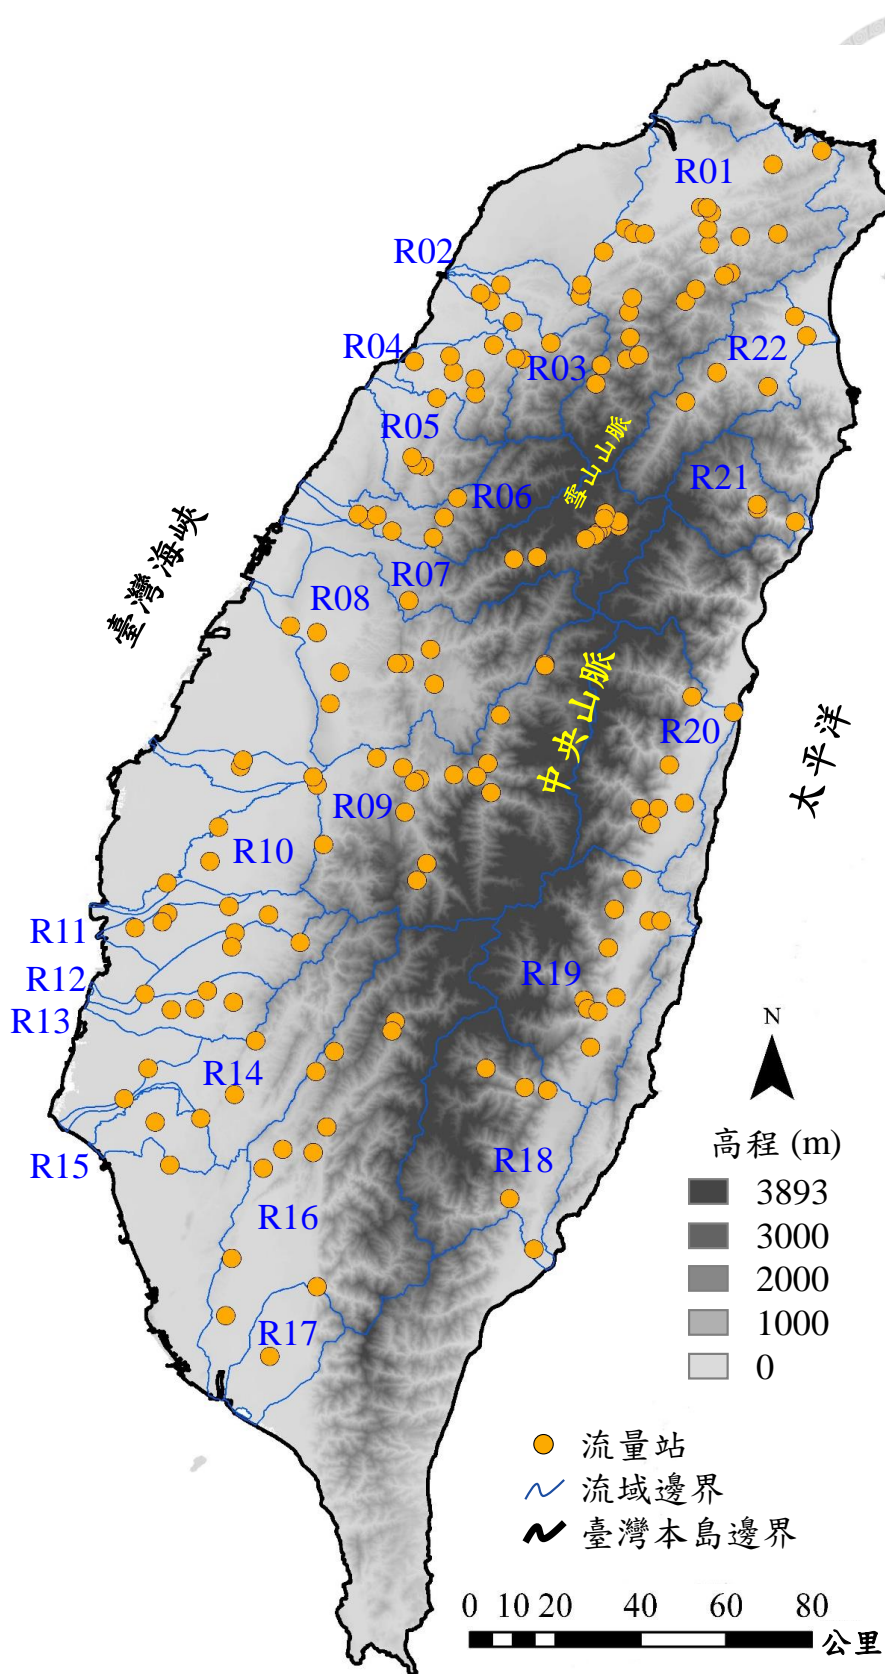 R01
R02
R04
R03
R22
R05
雪山山脈
R06
R21
臺灣海峽
R07
R08
中央山脈
R20
太平洋
R09
R10
R11
R19
R12
R13
N
R14
R15
R18
高程 (m)
3893
R16
3000
2000
1000
R17
0
流量站
流域邊界
臺灣本島邊界
0 10 20 40 60 80
公里